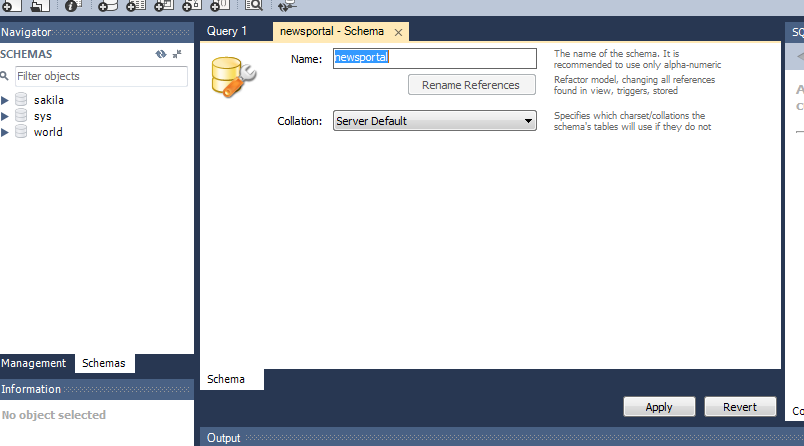 Navigator
SCHEMAS
Filter objects
sakila
sys
world
Management Schemas
Information
No object selected
Query 1 newsportal - Schema
Name: newsportal
The name of the schema. It is
recommended to use only alpha-numeric
Rename References
Refactor model, changing all references
found in view, triggers, stored
Collation: Server Default
Specifies which charset/collations the
schema's tables will use if they do not
Schema
Apply Revert
Output
SQ
A
c
Co